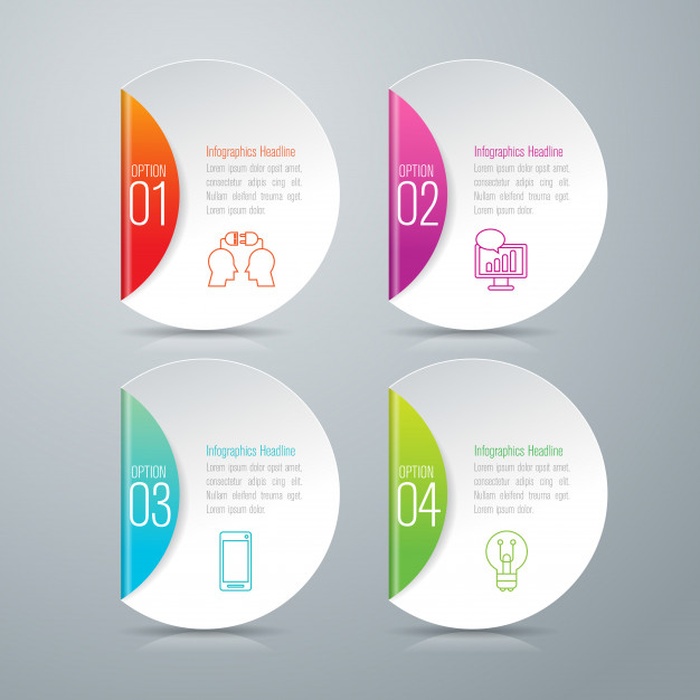 OPTION
01
Infographics Headline
Lorem ipsum dolor opsit amet,
consectetur adipis cing elit.
Nullam eleifend treuma eget.
Lorem ipsum dolor.
OPTION
02
Infographics Headline
Lorem ipsum dolor opsit amet,
consectetur adipis cing elit.
Nullam eleifend treuma eget.
Lorem ipsum dolor.
OPTION
03
Infographics Headline
Lorem ipsum dolor opsit amet,
consectetur adipis cing elit.
Nullam eleifend treuma eget.
Lorem ipsum dolor.
OPTION
04
Infographics Headline
Lorem ipsum dolor opsit amet,
consectetur adipis cing elit.
Nullam eleifend treuma eget.
Lorem ipsum dolor.